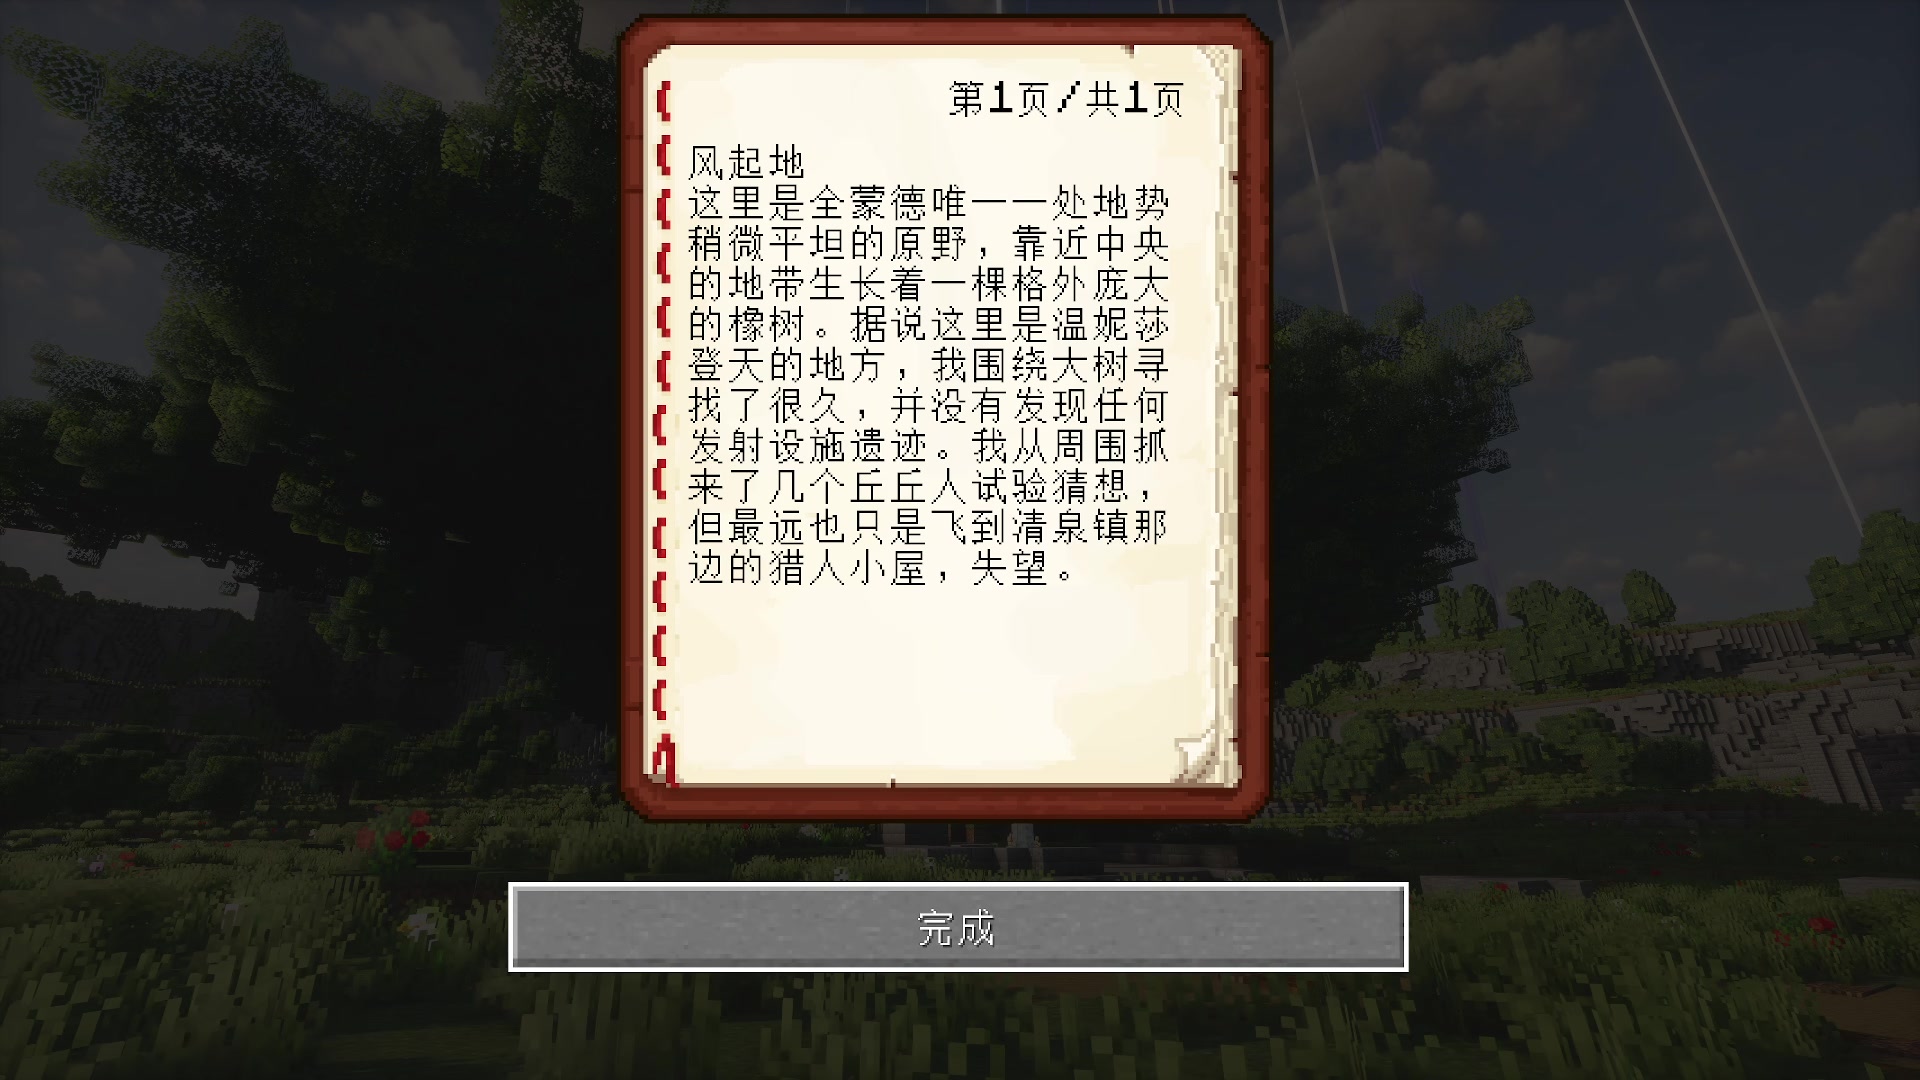 第1页/共1页
风起地
这里是全蒙德唯一一处地势
稍微平坦的原野，靠近中央
的地带生长着一棵格外庞大
的橡树。据说这里是温妮莎
登天的地方，我围绕大树寻
找了很久，并没有发现任何
发射设施遗迹。我从周围抓
来了几个丘丘人试验猜想，
但最远也只是飞到清泉镇那
边的猎人小屋，失望。
完成